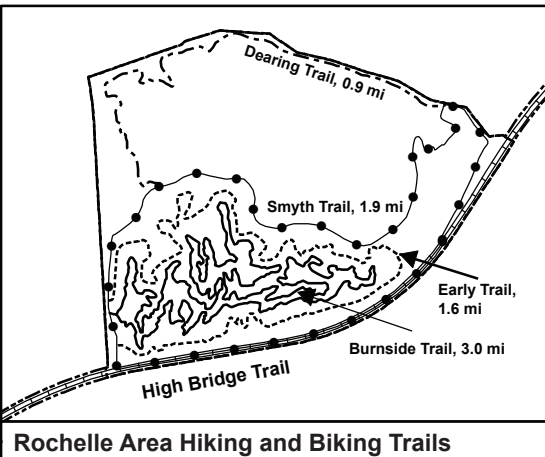 Dearing Trail, 0.9 mi
Smyth Trail, 1.9 mi
Early Trail,
1.6 mi
Burnside Trail, 3.0 mi
High Bridge Trail
Rochelle Area Hiking and Biking Trails